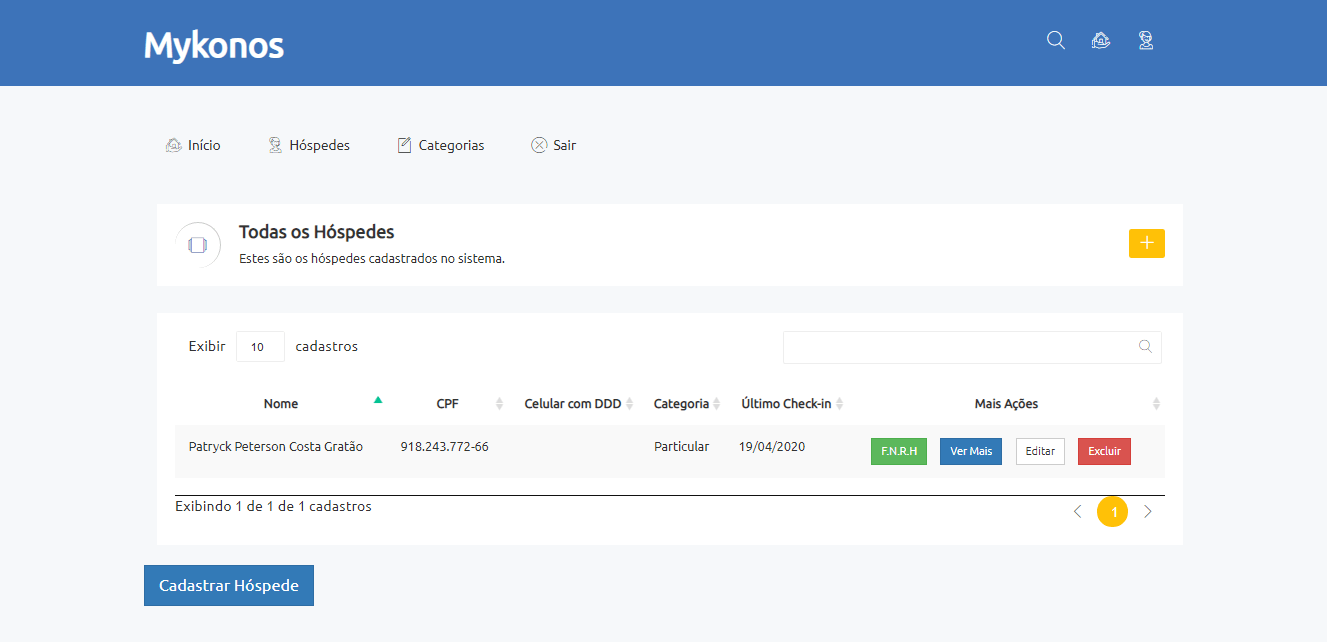 Mykonos
Início Hóspedes Categorias Sair
Todas os Hóspedes
Estes são os hóspedes cadastrados no sistema.
Exibir 10 cadastros
Nome CPF Celular com DDD Categoria Último Check-in Mais Ações
Patryck Peterson Costa Gratão 918.243.772-66 Particular 19/04/2020 F.N.R.H Ver Mais Editar Excluir
Exibindo 1 de 1 de 1 cadastros
1
Cadastrar Hóspede